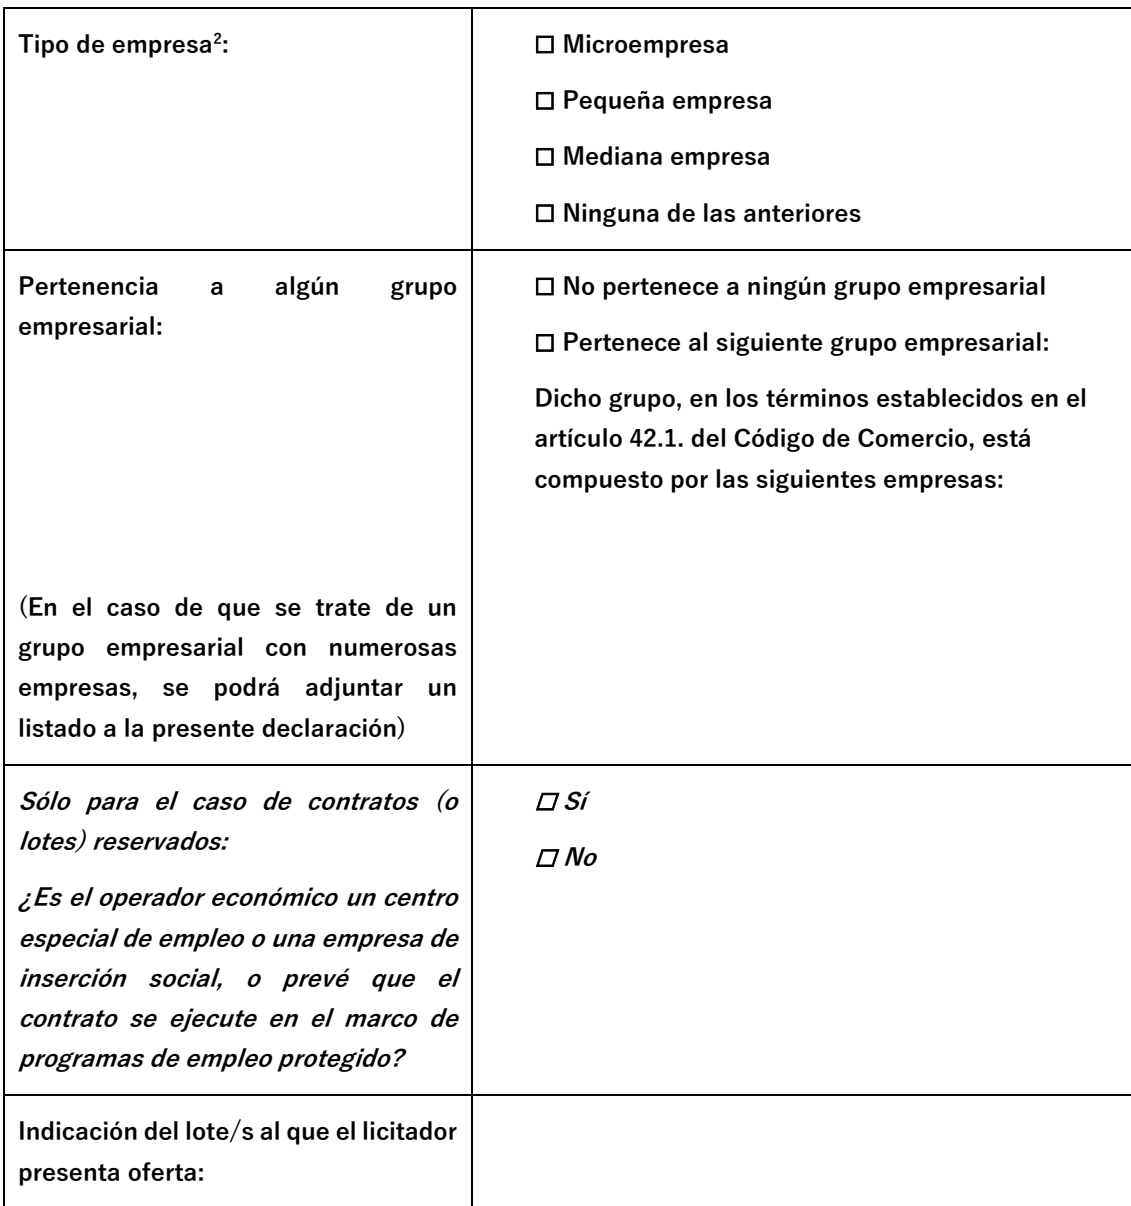 Tipo de empresa²:
☐ Microempresa
☐ Pequeña empresa
☐ Mediana empresa
☐ Ninguna de las anteriores
Pertenencia a algún grupo
empresarial:
(En el caso de que se trate de un
grupo empresarial con numerosas
empresas, se podrá adjuntar un
listado a la presente declaración)
☐ No pertenece a ningún grupo empresarial
☐ Pertenece al siguiente grupo empresarial:
Dicho grupo, en los términos establecidos en el
artículo 42.1. del Código de Comercio, está
compuesto por las siguientes empresas:
Sólo para el caso de contratos (o
lotes) reservados:
¿Es el operador económico un centro
especial de empleo o una empresa de
inserción social, o prevé que el
contrato se ejecute en el marco de
programas de empleo protegido?
☐ Sí
☐ No
Indicación del lote/s al que el licitador
presenta oferta: